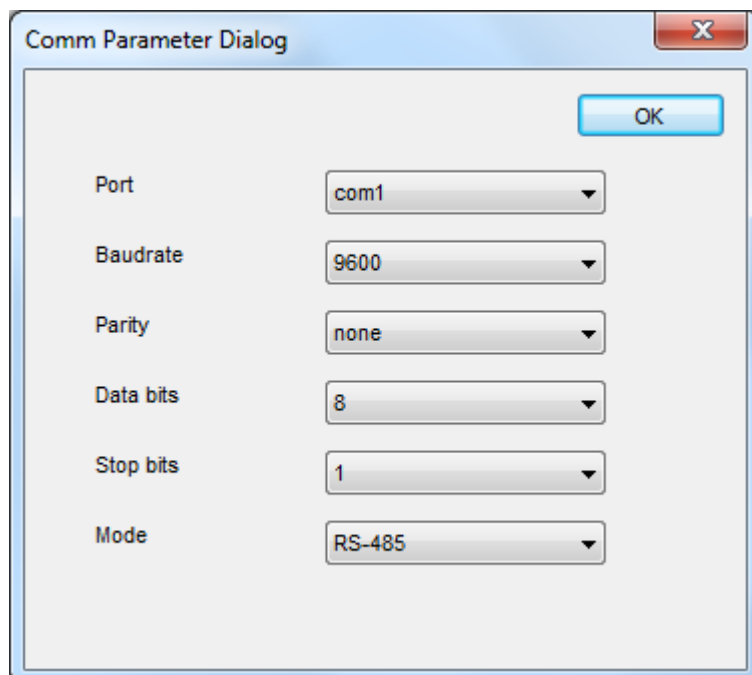 Comm Parameter Dialog
OK
Port com1
Baudrate 9600
Parity none
Data bits 8
Stop bits 1
Mode RS-485